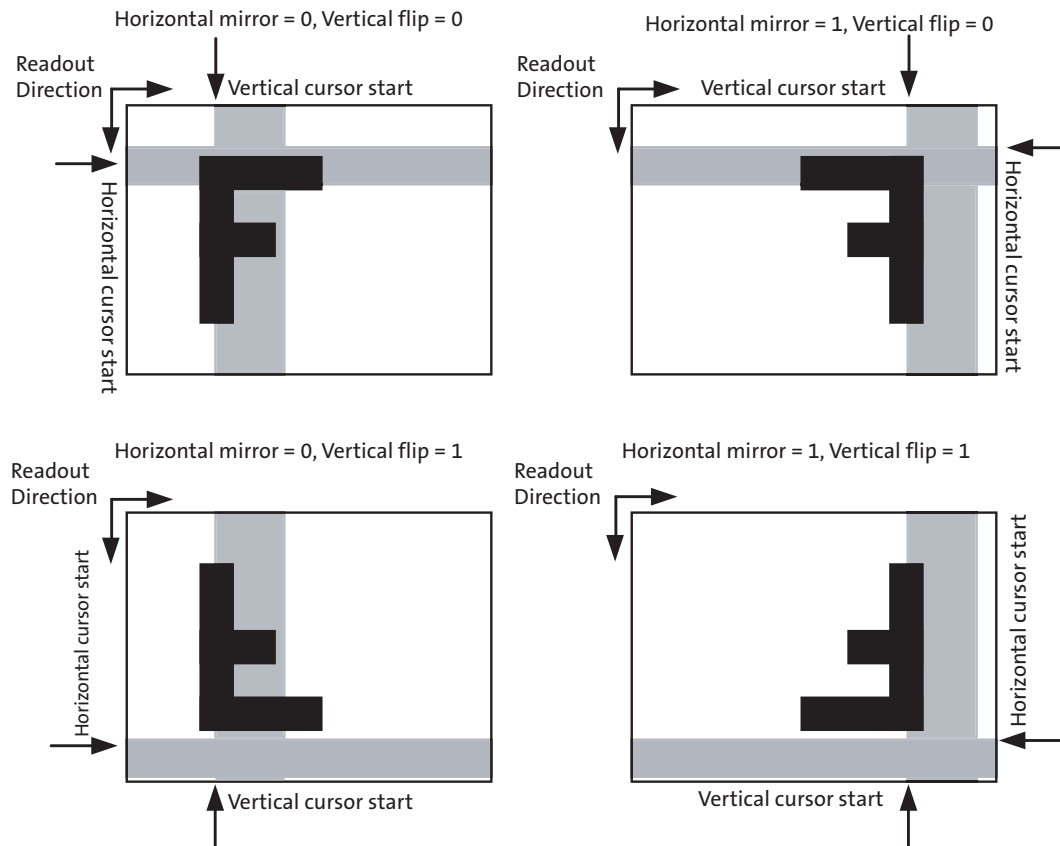 Horizontal mirror = 0, Vertical flip = 0
Readout
Direction
Vertical cursor start
Horizontal cursor start
Horizontal mirror = 1, Vertical flip = 0
Readout
Direction
Vertical cursor start
Horizontal cursor start
Horizontal mirror = 0, Vertical flip = 1
Readout
Direction
Horizontal cursor start
Vertical cursor start
Horizontal mirror = 1, Vertical flip = 1
Readout
Direction
Horizontal cursor start
Vertical cursor start